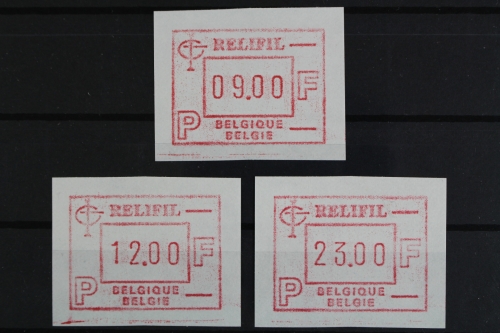 RELIFIL
09.00 F
P BELGIQUE
BELGIE
RELIFIL
12.00 F
P BELGIQUE
BELGIE
RELIFIL
23.00 F
P BELGIQUE
BELGIE